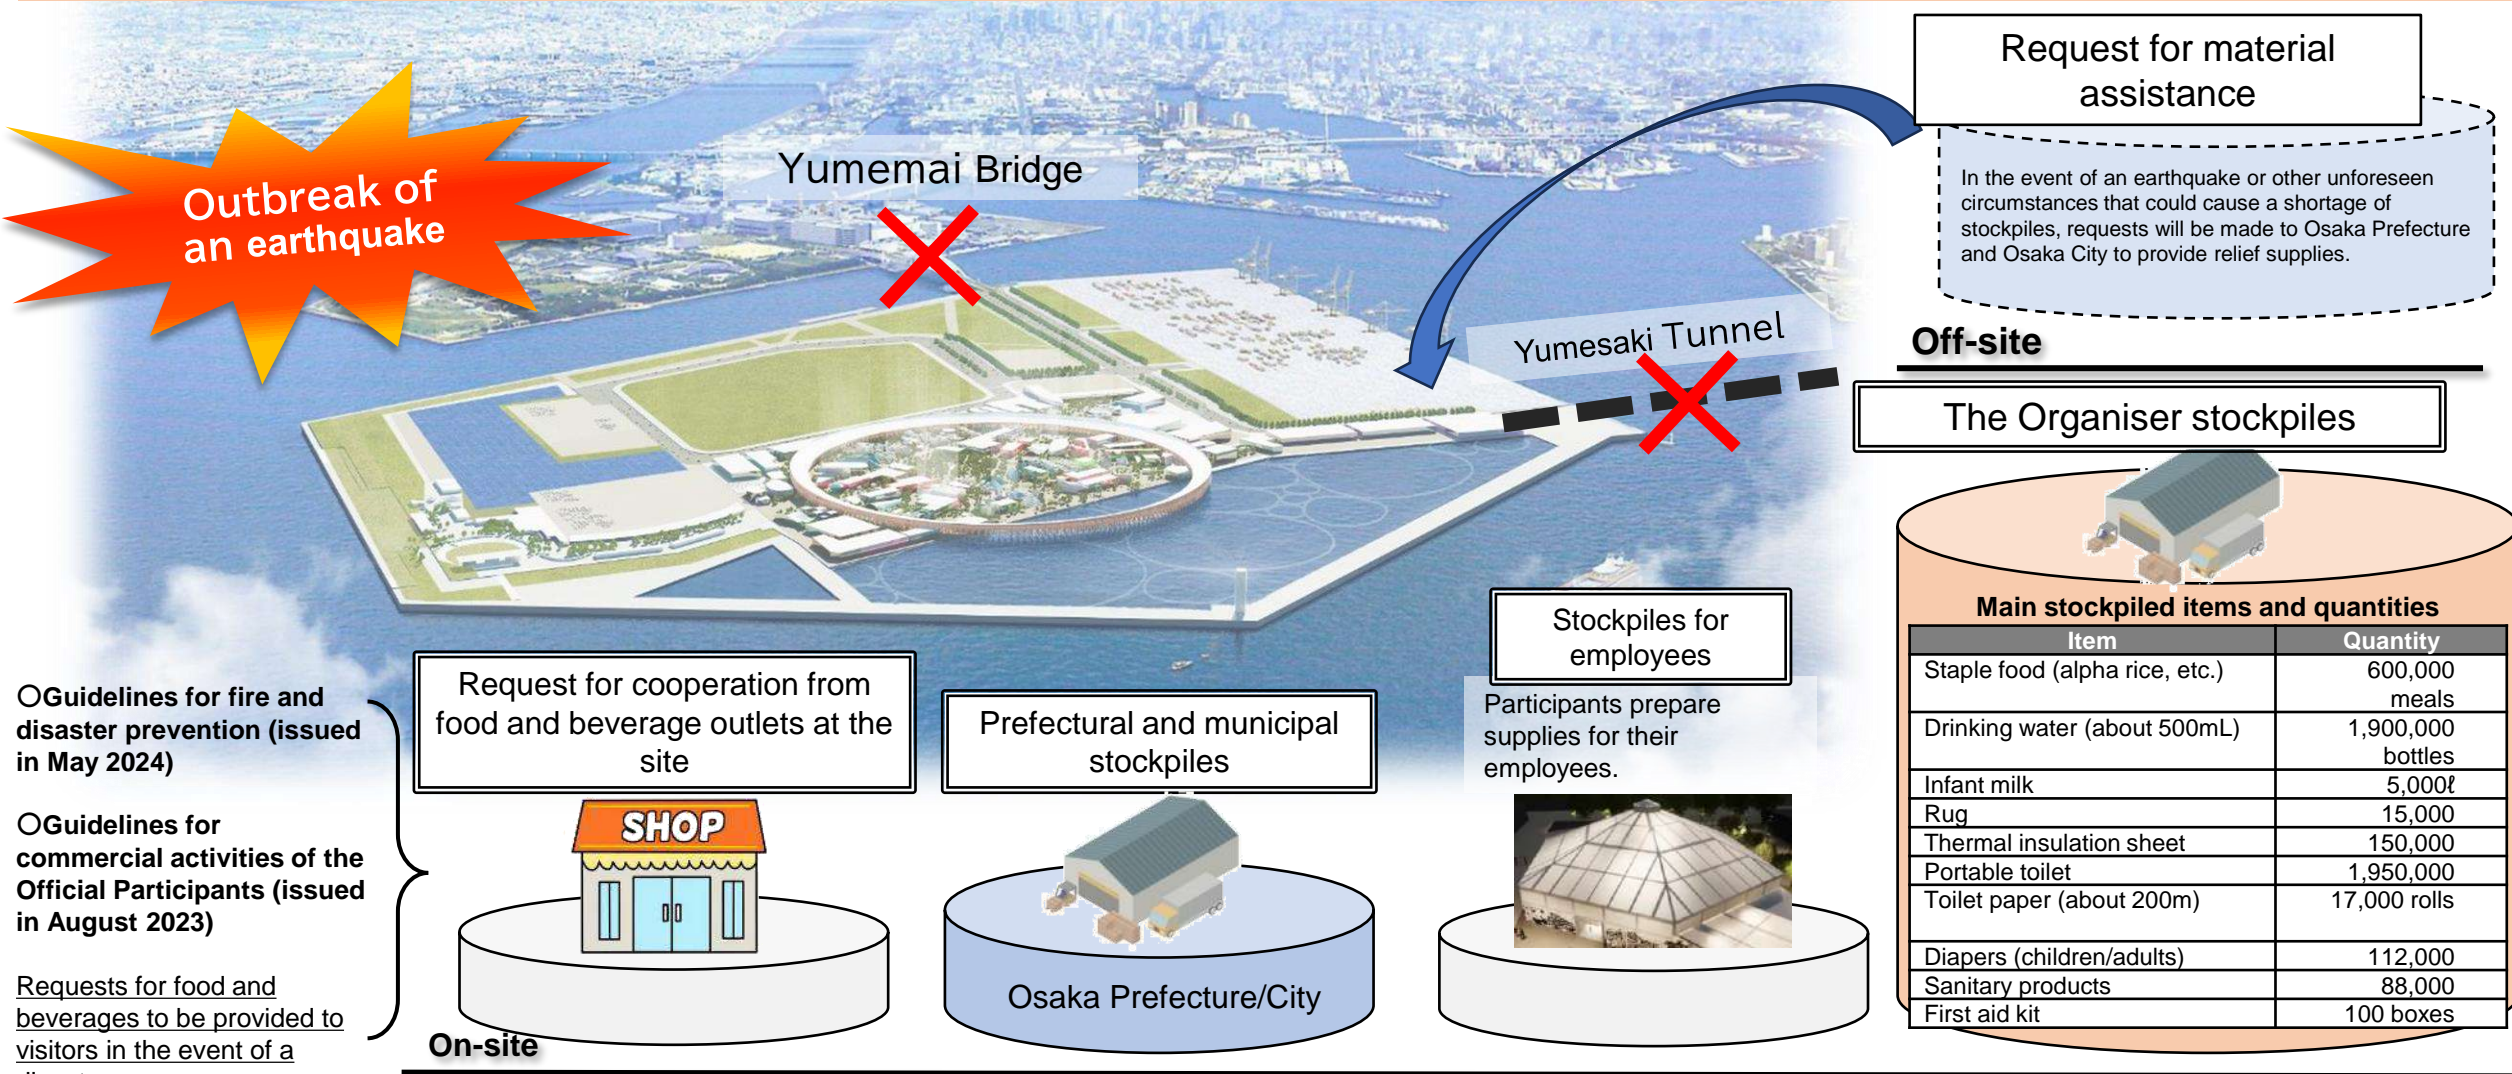 Outbreak of
an earthquake
Yumemai Bridge
Request for material
assistance
In the event of an earthquake or other unforeseen
circumstances that could cause a shortage of
stockpiles, requests will be made to Osaka Prefecture
and Osaka City to provide relief supplies.
Yumesaki Tunnel
Off-site
The Organiser stockpiles
Main stockpiled items and quantities
Item Quantity
Staple food (alpha rice, etc.) 600,000
meals
Drinking water (about 500mL) 1,900,000
bottles
Infant milk 5,000ℓ
Rug 15,000
Thermal insulation sheet 150,000
Portable toilet 1,950,000
Toilet paper (about 200m) 17,000 rolls
Diapers (children/adults) 112,000
Sanitary products 88,000
First aid kit 100 boxes
Stockpiles for
employees
Participants prepare
supplies for their
employees.
Prefectural and municipal
stockpiles
Osaka Prefecture/City
Request for cooperation from
food and beverage outlets at the
site
SHOP
〇Guidelines for fire and
disaster prevention (issued
in May 2024)
〇Guidelines for
commercial activities of the
Official Participants (issued
in August 2023)
Requests for food and
beverages to be provided to
visitors in the event of a
On-site